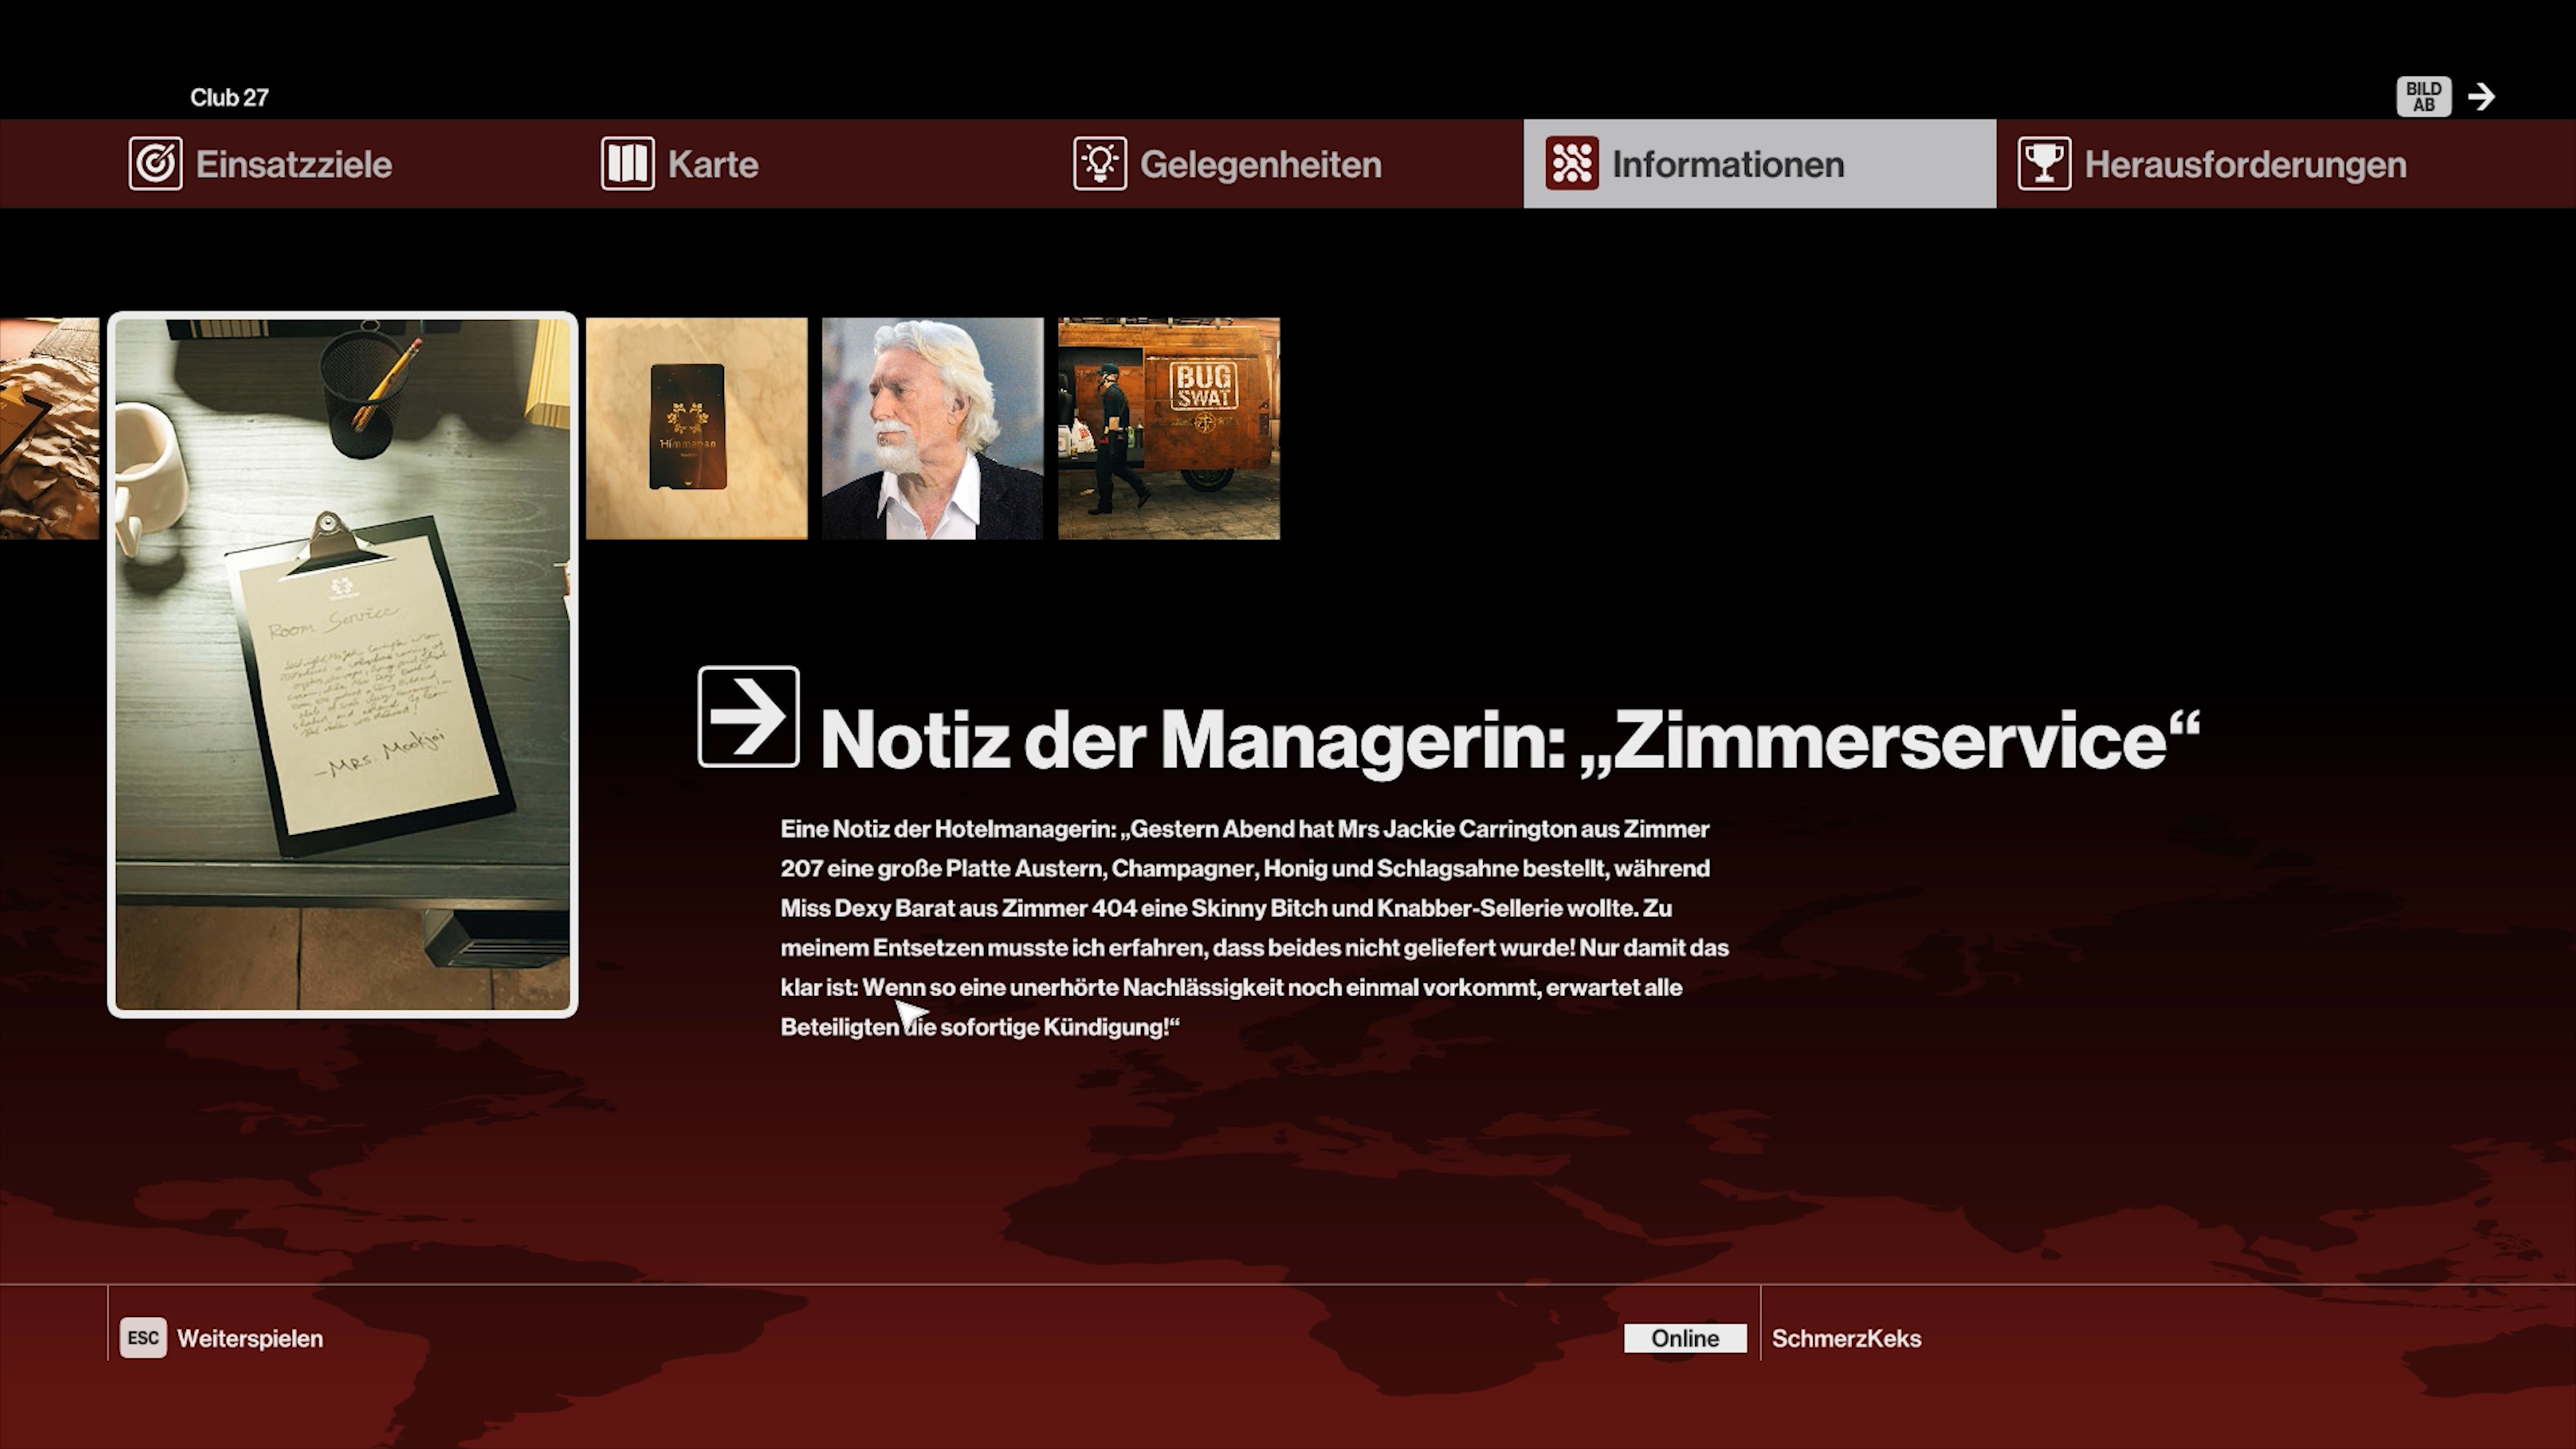 Club 27
BILD
AB
Einsatzziele
Karte
Gelegenheiten
Informationen
Herausforderungen
BUG
SWAT
Himmapan
Room Service
—Mrs. Mookjai
Notiz der Managerin: „Zimmerservice“
Eine Notiz der Hotelmanagerin: „Gestern Abend hat Mrs Jackie Carrington aus Zimmer
207 eine große Platte Austern, Champagner, Honig und Schlagsahne bestellt, während
Miss Dexy Barat aus Zimmer 404 eine Skinny Bitch und Knabber-Sellerie wollte. Zu
meinem Entsetzen musste ich erfahren, dass beides nicht geliefert wurde! Nur damit das
klar ist: Wenn so eine unerhörte Nachlässigkeit noch einmal vorkommt, erwartet alle
Beteiligten die sofortige Kündigung!“
ESC
Weiterspielen
Online
SchmerzKeks